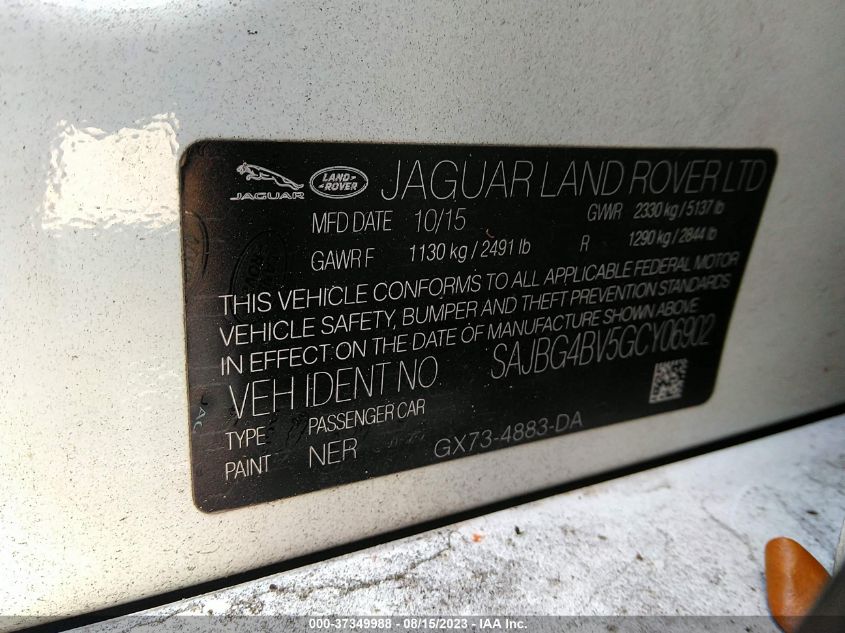 JAGUAR LAND ROVER JAGUAR LAND ROVER LTD
MFD DATE 10/15 GVWR 2330 kg / 5137 lb
GAWR F 1130 kg / 2491 lb R 1290 kg / 2844 lb
THIS VEHICLE CONFORMS TO ALL APPLICABLE FEDERAL MOTOR
VEHICLE SAFETY, BUMPER AND THEFT PREVENTION STANDARDS
IN EFFECT ON THE DATE OF MANUFACTURE SHOWN ABOVE
VEH IDENT NO SAJBG4BV5GCY06902
TYPE PASSENGER CAR
PAINT NER GX73-4883-DA
JAC
000-37349988 - 08/15/2023 - IAA Inc.